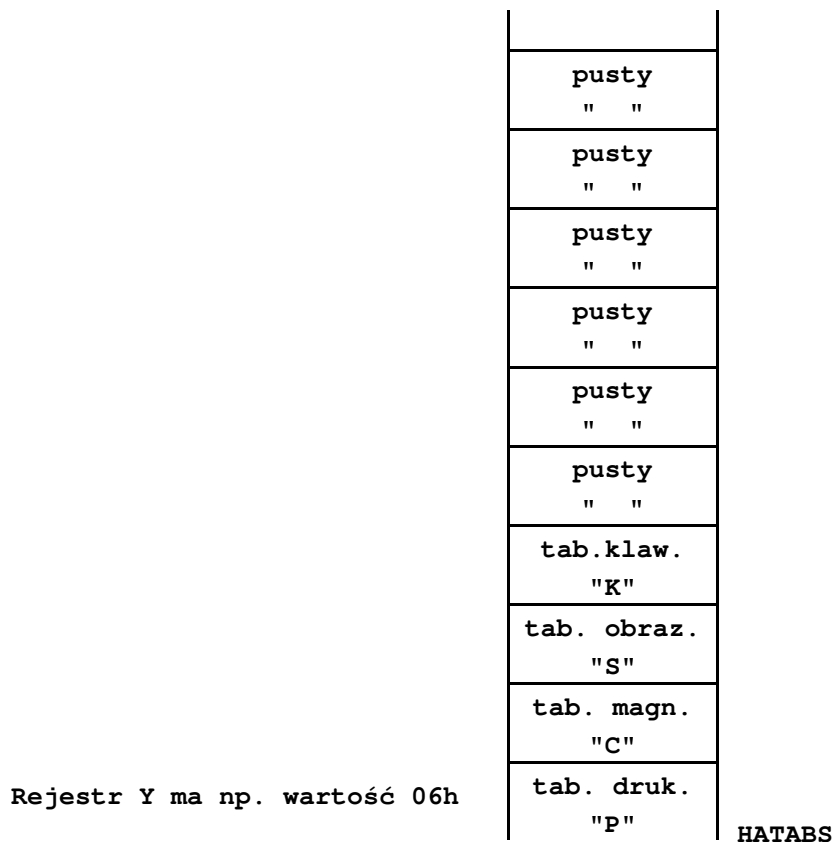 pusty
" "
pusty
" "
pusty
" "
pusty
" "
pusty
" "
pusty
" "
tab.klaw.
"K"
tab. obraz.
"S"
tab. magn.
"C"
Rejestr Y ma np. wartość 06h
tab. druk.
"P"
HATABS